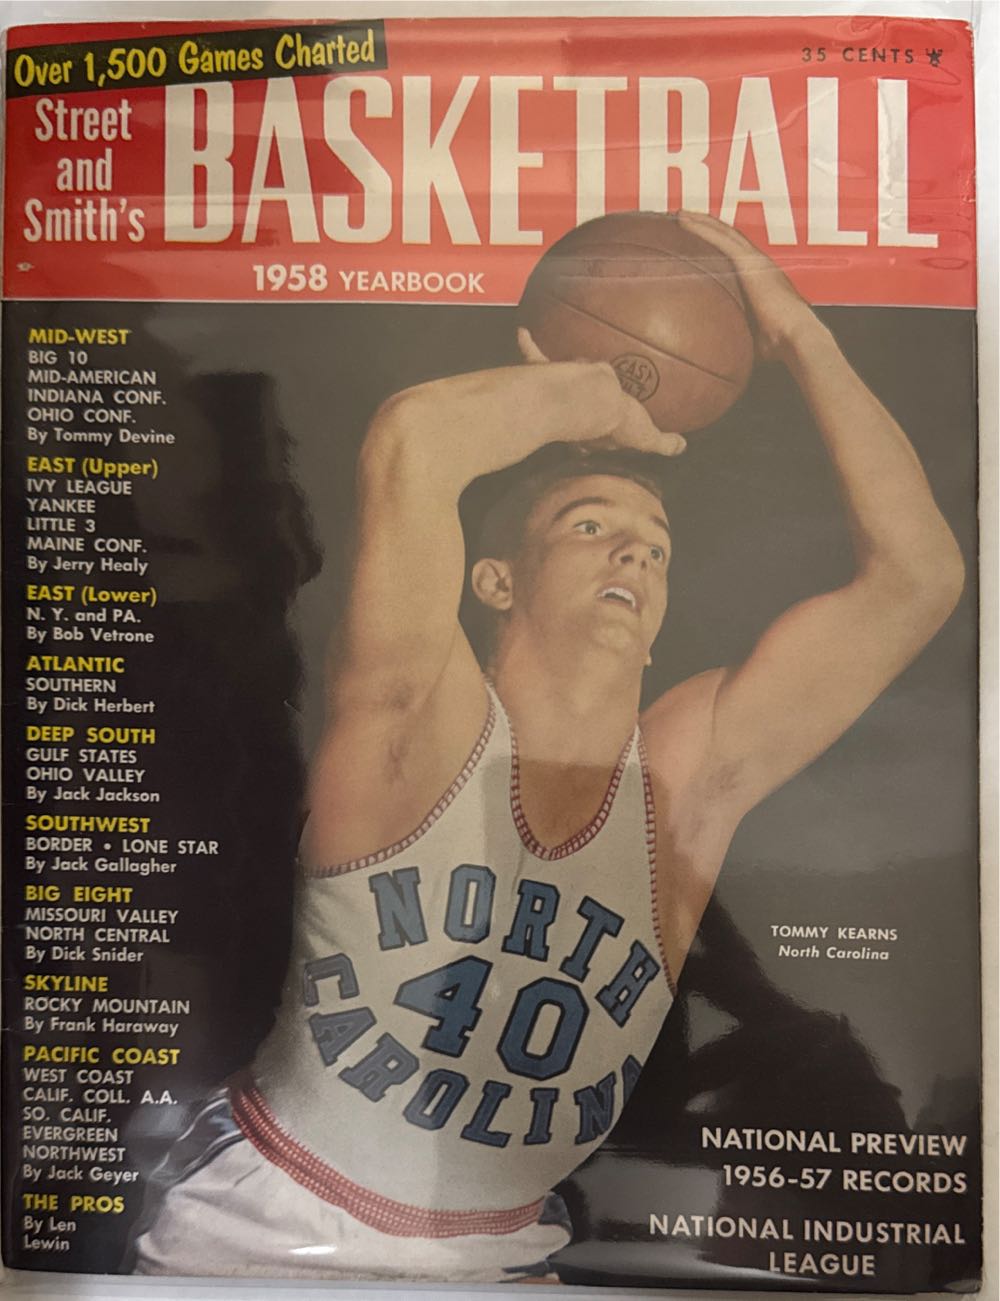 Over 1,500 Games Charted
35 CENTS
Street
and
Smith's
BASKETBALL
1958 YEARBOOK
MID-WEST
BIG 10
MID-AMERICAN
INDIANA CONF.
OHIO CONF.
By Tommy Devine
EAST (Upper)
IVY LEAGUE
YANKEE
LITTLE 3
MAINE CONF.
By Jerry Healy
EAST (Lower)
N. Y. and PA.
By Bob Vetrone
ATLANTIC
SOUTHERN
By Dick Herbert
DEEP SOUTH
GULF STATES
OHIO VALLEY
By Jack Jackson
SOUTHWEST
BORDER • LONE STAR
By Jack Gallagher
BIG EIGHT
MISSOURI VALLEY
NORTH CENTRAL
By Dick Snider
SKYLINE
ROCKY MOUNTAIN
By Frank Haraway
PACIFIC COAST
WEST COAST
CALIF. COLL. A.A.
SO. CALIF.
EVERGREEN
NORTHWEST
By Jack Geyer
THE PROS
By Len
Lewin
NORTH
40
CAROLINA
TOMMY KEARNS
North Carolina
NATIONAL PREVIEW
1956-57 RECORDS
NATIONAL INDUSTRIAL
LEAGUE